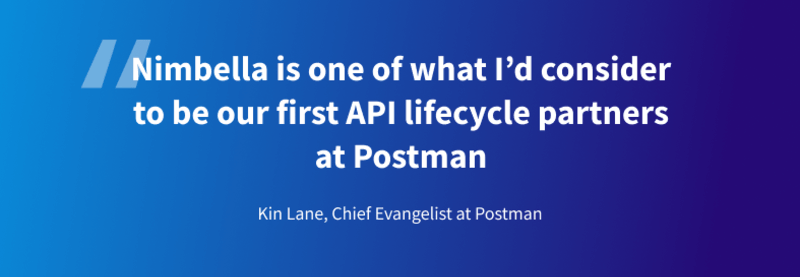 Nimbella is one of what I’d consider
to be our first API lifecycle partners
at Postman
Kin Lane, Chief Evangelist at Postman